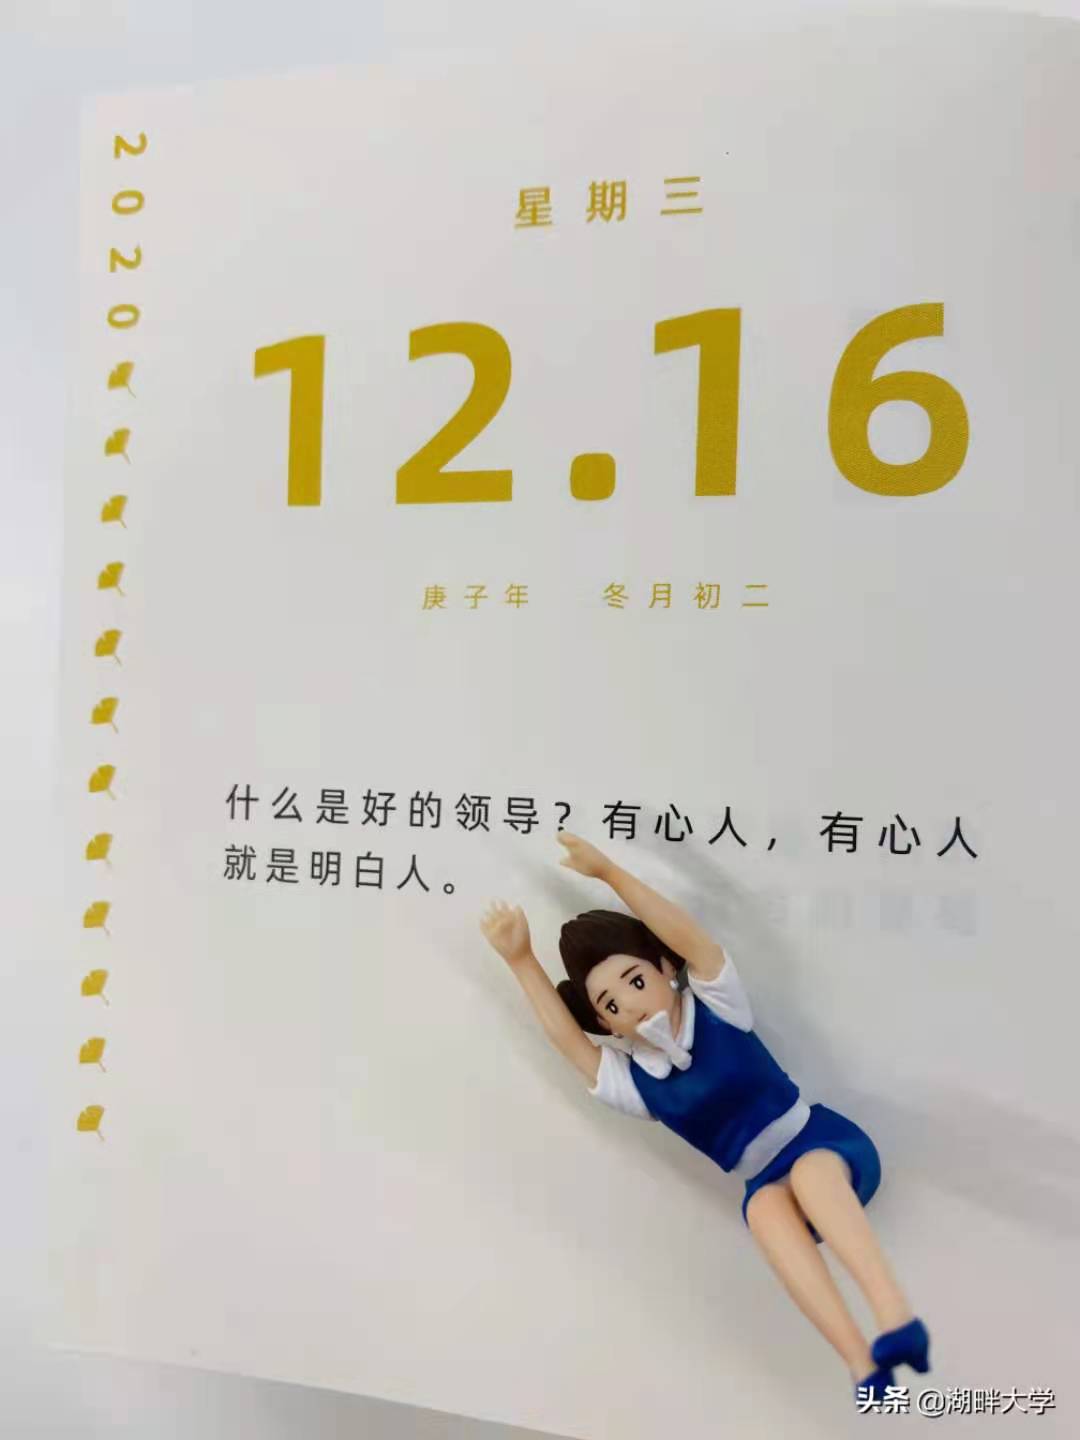 2020
星期三
12.16
庚子年 冬月初二
什么是好的领导？有心人，有心人
就是明白人。
头条 @湖畔大学